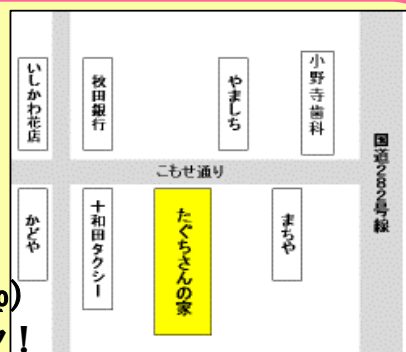 いしかわ花店
秋田銀行
やましち
小野寺歯科
国道282号線
こもせ通り
かどや
十和田タクシー
たぐちさんの家
まちや